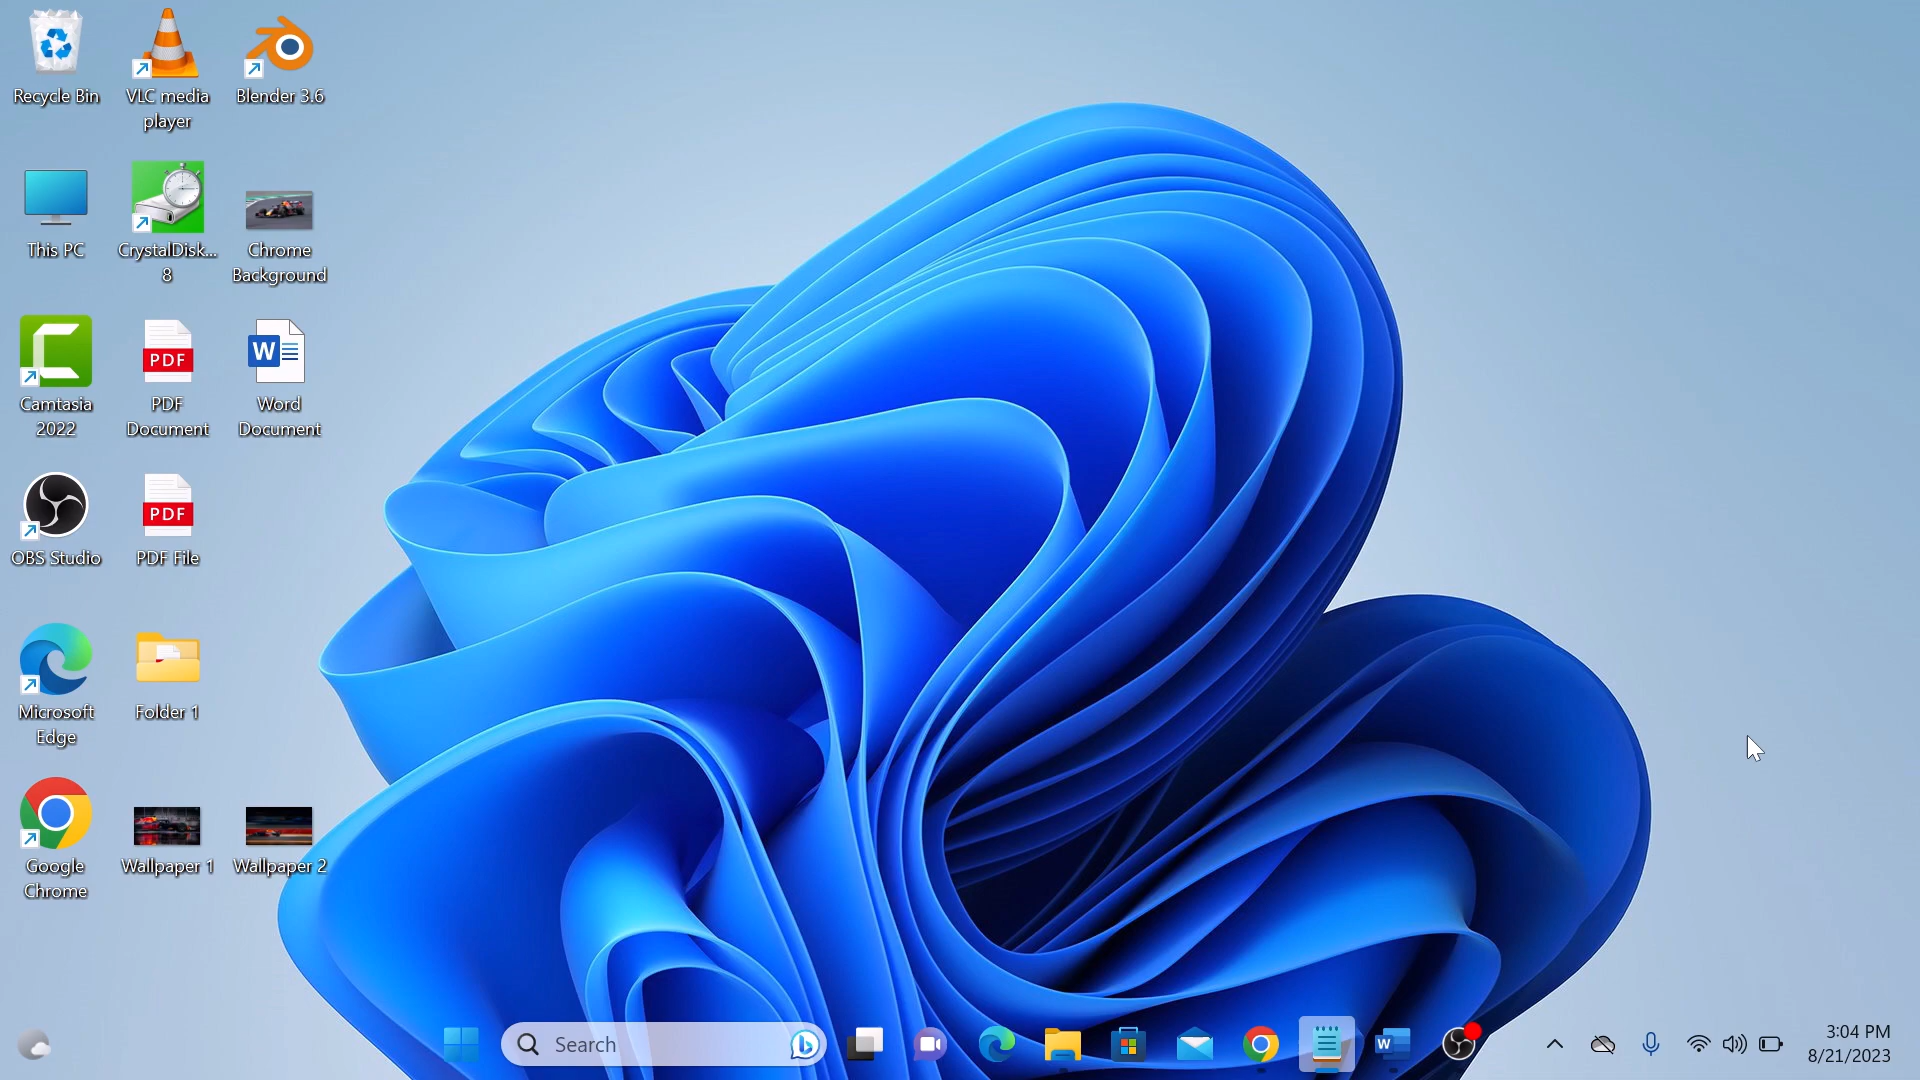 Recycle Bin
VLC media
player
Blender 3.6
This PC
CrystalDisk...
8
Chrome
Background
Camtasia
2022
PDF
PDF
Document
W
Word
Document
OBS Studio
PDF
PDF File
Microsoft
Edge
Folder 1
Google
Chrome
Wallpaper 1
Wallpaper 2
Search
W
3:04 PM
8/21/2023